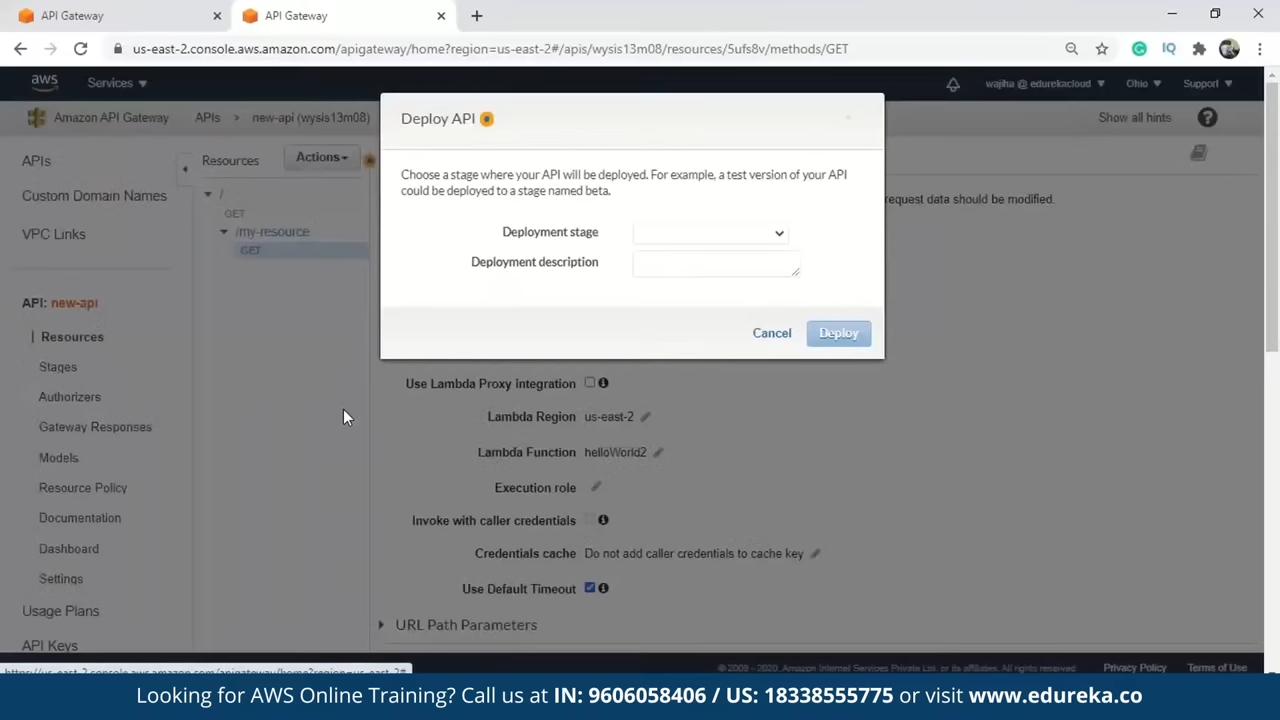 API Gateway
API Gateway
us-east-2.console.aws.amazon.com/apigateway/home?region=us-east-2#/apis/wysis13m08/resources/5ufs8v/methods/GET
IQ
aws Services wajiha @ edurekacloud Ohio Support
Amazon API Gateway APIs > new-api (wysis13m08) Show all hints ?
APIs
Custom Domain Names
VPC Links
API: new-api
Resources
Stages
Authorizers
Gateway Responses
Models
Resource Policy
Documentation
Dashboard
Settings
Usage Plans
API Keys
Resources Actions
/
GET
/my-resource
GET
request data should be modified.
Deploy API
Choose a stage where your API will be deployed. For example, a test version of your API
could be deployed to a stage named beta.
Deployment stage
Deployment description
Cancel Deploy
Use Lambda Proxy integration
Lambda Region us-east-2
Lambda Function helloWorld2
Execution role
Invoke with caller credentials
Credentials cache Do not add caller credentials to cache key
Use Default Timeout
URL Path Parameters
https://us-east-2.console.aws.amazon.com/apigateway/home?region=us-east-2#
© 2008 - 2020, Amazon Internet Services Private Ltd. or its affiliates. All rights reserved. Privacy Policy Terms of Use
Looking for AWS Online Training? Call us at IN: 9606058406 / US: 18338555775 or visit www.edureka.co